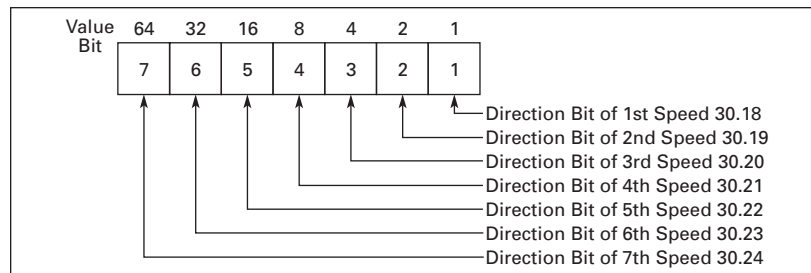 Value 64 32 16 8 4 2 1
Bit
7 6 5 4 3 2 1
Direction Bit of 1st Speed 30.18
Direction Bit of 2nd Speed 30.19
Direction Bit of 3rd Speed 30.20
Direction Bit of 4th Speed 30.21
Direction Bit of 5th Speed 30.22
Direction Bit of 6th Speed 30.23
Direction Bit of 7th Speed 30.24